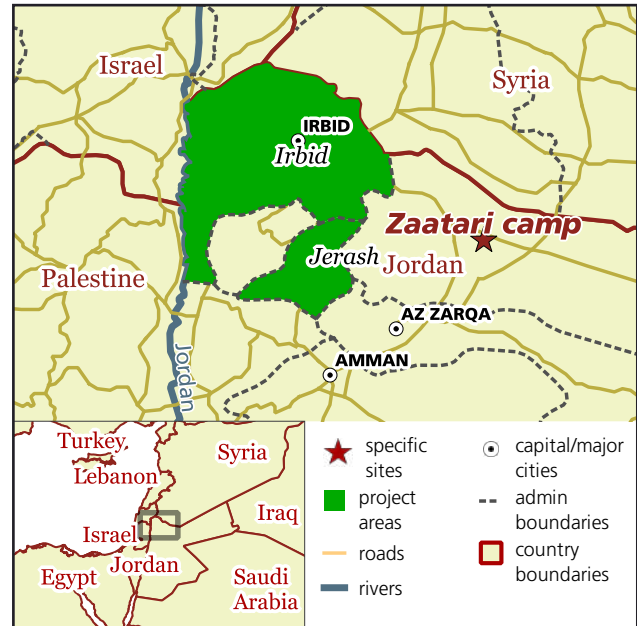 Israel
Syria
IRBID
Irbid
Zaatari camp
Jerash
Jordan
Palestine
AZ ZARQA
Jordan
AMMAN
Turkey
Lebanon
Syria
Israel
Iraq
Jordan
Egypt
Saudi
Arabia
specific
sites
project
areas
roads
rivers
capital/major
cities
admin
boundaries
country
boundaries